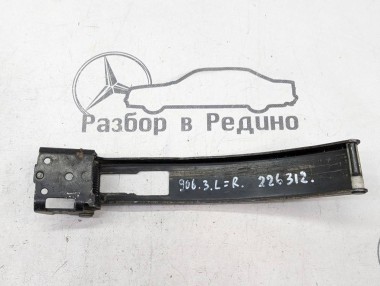 Разбор в Редино
906.3.L=R. 226312.